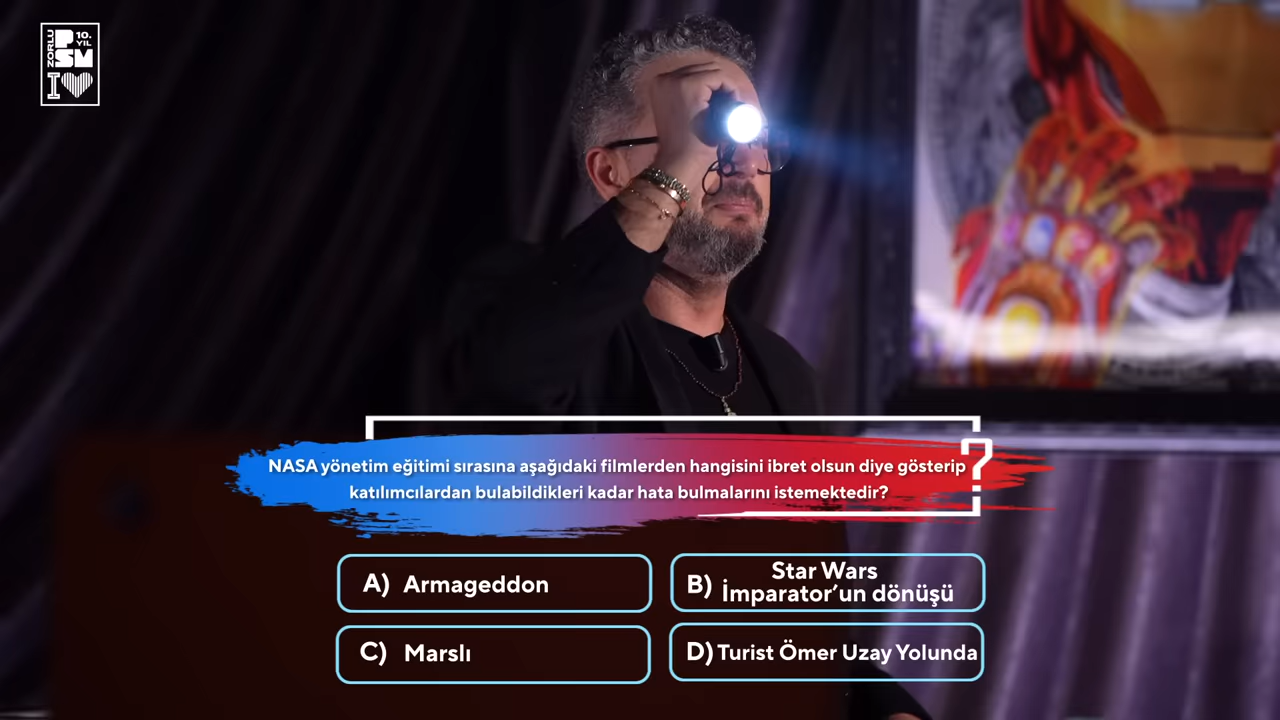 ZORLU
PSM
10.
YIL
I
NASA yönetim eğitimi sırasına aşağıdaki filmlerden hangisini ibret olsun diye gösterip
katılımcılardan bulabildikleri kadar hata bulmalarını istemektedir?
?
A) Armageddon
B) Star Wars
İmparator’un dönüşü
C) Marslı
D) Turist Ömer Uzay Yolunda